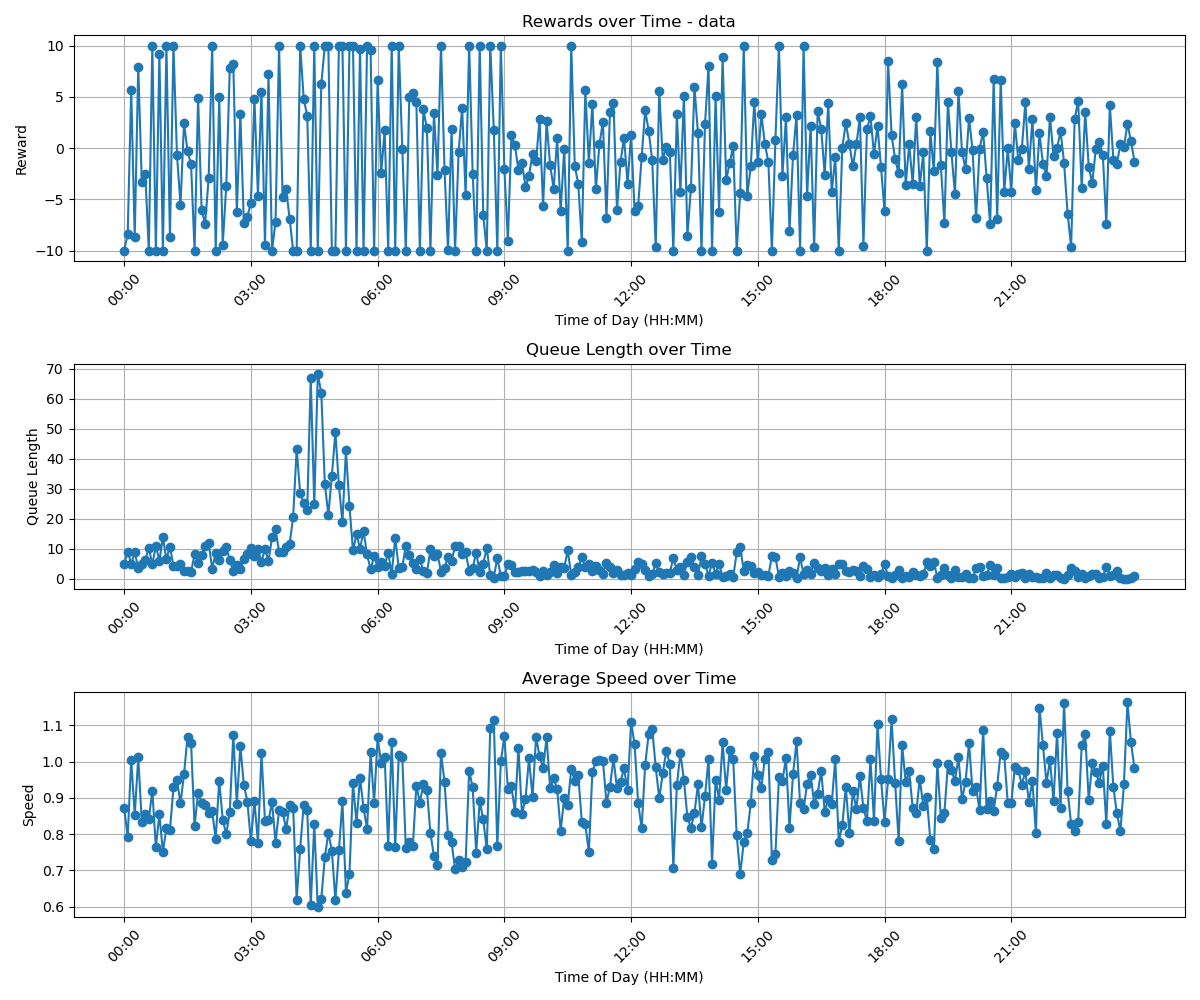 Rewards over Time - data
Reward
10
5
0
−5
−10
00:00 03:00 06:00 09:00 12:00 15:00 18:00 21:00
Time of Day (HH:MM)
Queue Length over Time
Queue Length
70
60
50
40
30
20
10
0
00:00 03:00 06:00 09:00 12:00 15:00 18:00 21:00
Time of Day (HH:MM)
Average Speed over Time
Speed
1.1
1.0
0.9
0.8
0.7
0.6
00:00 03:00 06:00 09:00 12:00 15:00 18:00 21:00
Time of Day (HH:MM)